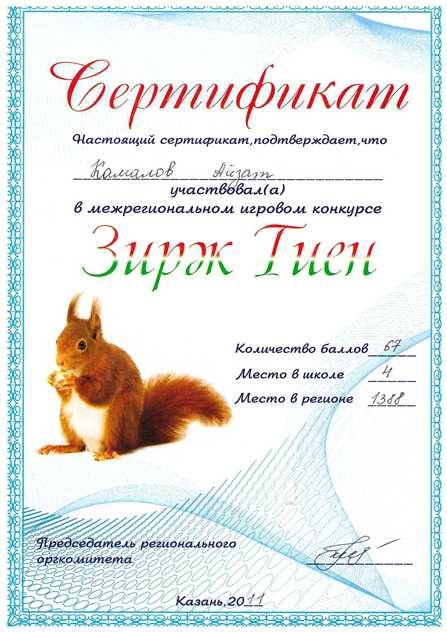 Сертификат
Настоящий сертификат,подтверждает,что
Камалов Айзат
участвовал(а)
в межрегиональном игровом конкурсе
Зирэк Тиен
Количество баллов 67
Место в школе 4
Место в регионе 1388
Председатель регионального
оргкомитета
Казань,2011